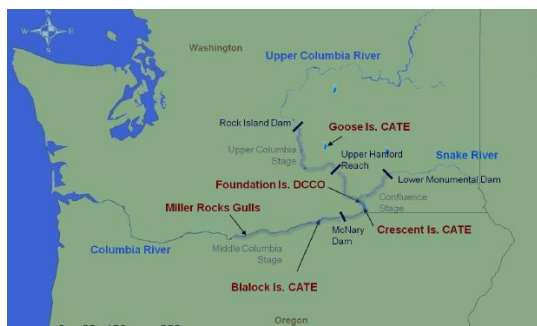 N
W
E
S
Washington
Upper Columbia River
Rock Island Dam
Goose Is. CATE
Upper Columbia
Stage
Upper Hanford
Reach
Snake River
Lower Monumental Dam
Foundation Is. DCCO
Confluence
Stage
Miller Rocks Gulls
Crescent Is. CATE
McNary
Dam
Columbia River
Middle Columbia
Stage
Blalock Is. CATE
Oregon